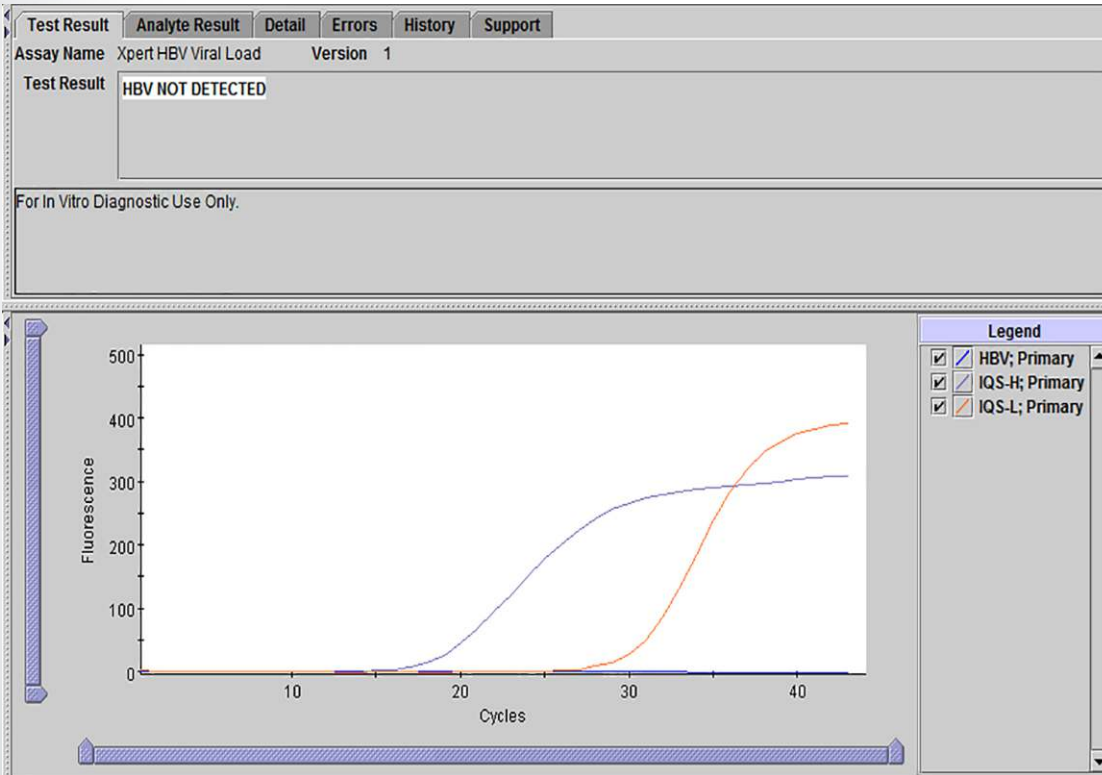 Test Result Analyte Result Detail Errors History Support
Assay Name Xpert HBV Viral Load Version 1
Test Result HBV NOT DETECTED
For In Vitro Diagnostic Use Only.
Legend
HBV; Primary
IQS-H; Primary
IQS-L; Primary
500
400
300
200
100
0
Fluorescence
10 20 30 40
Cycles